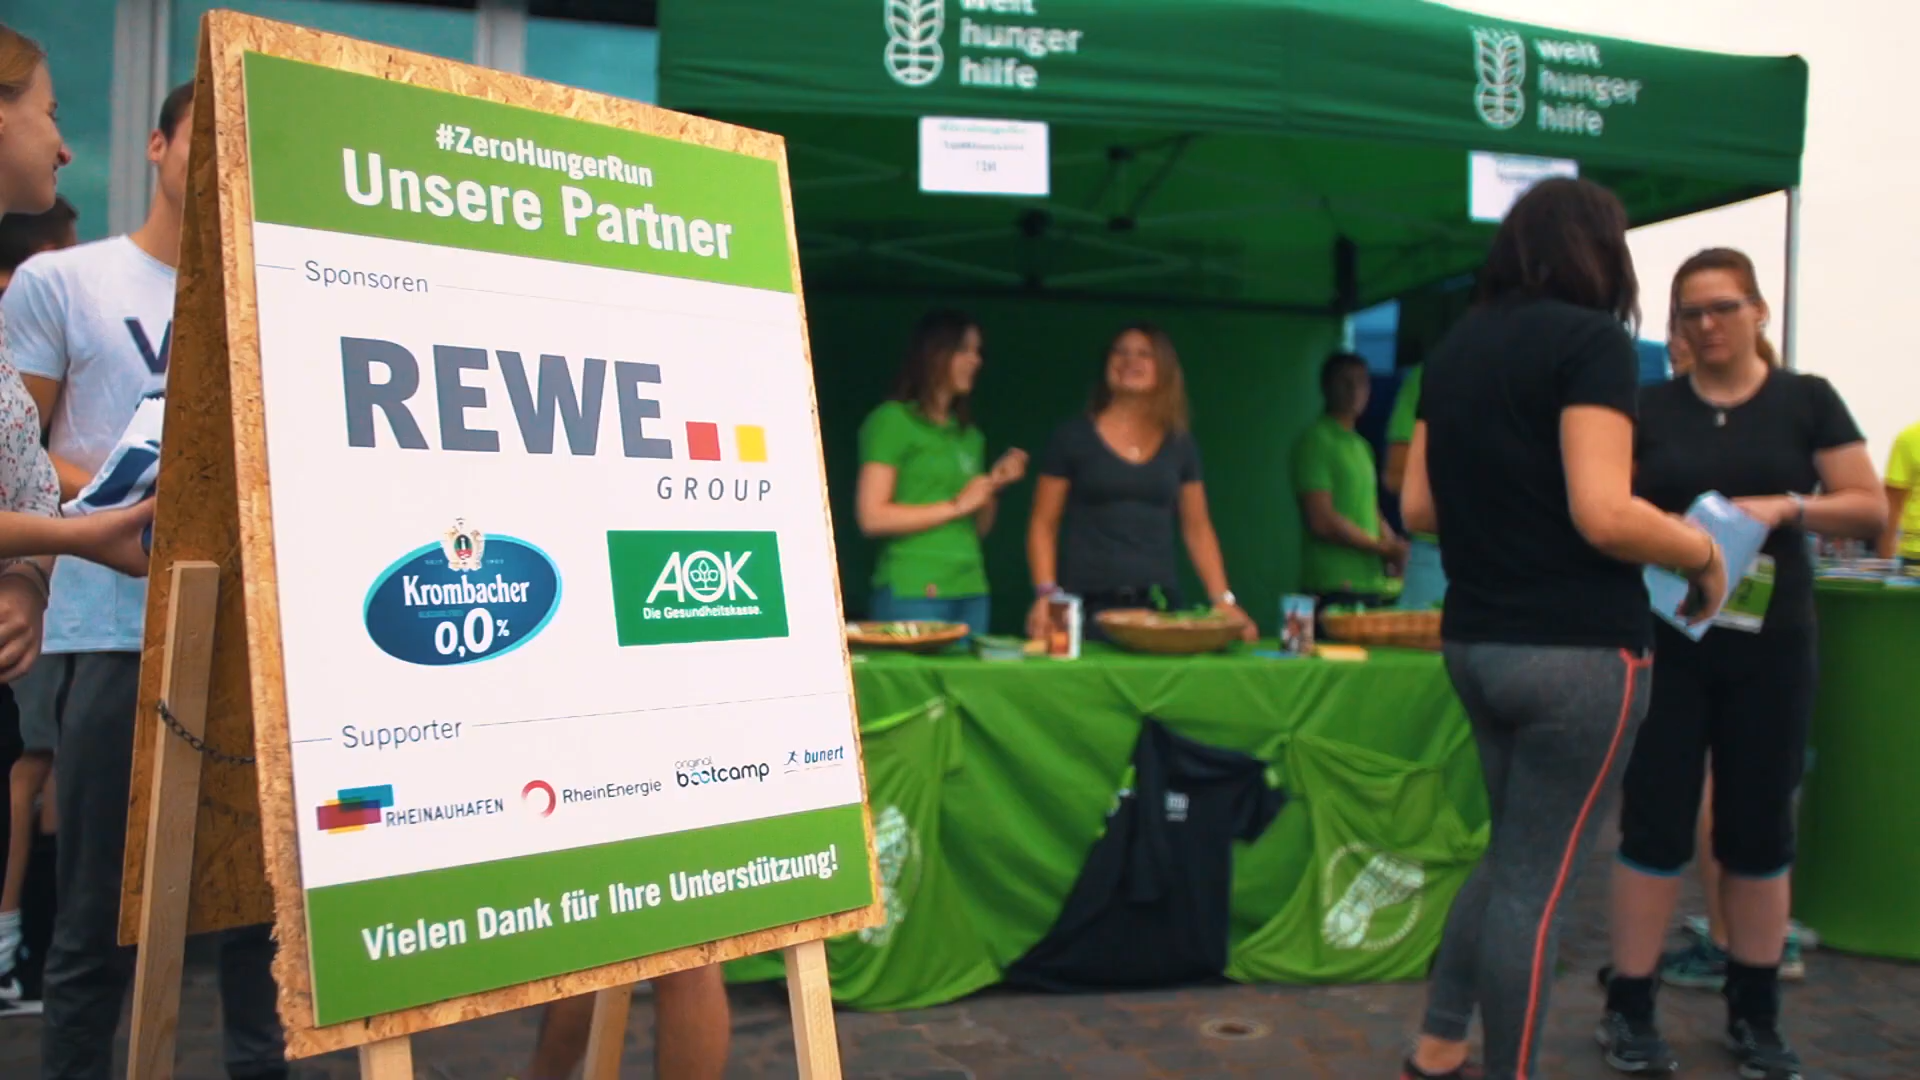 #ZeroHungerRun
Unsere Partner
Sponsoren
REWE
GROUP
Krombacher
0,0%
AOK
Die Gesundheitskasse.
Supporter
RHEINAUHAFEN
RheinEnergie
original
bootcamp
bunert
Vielen Dank für Ihre Unterstützung!
welt
hunger
hilfe
welt
hunger
hilfe